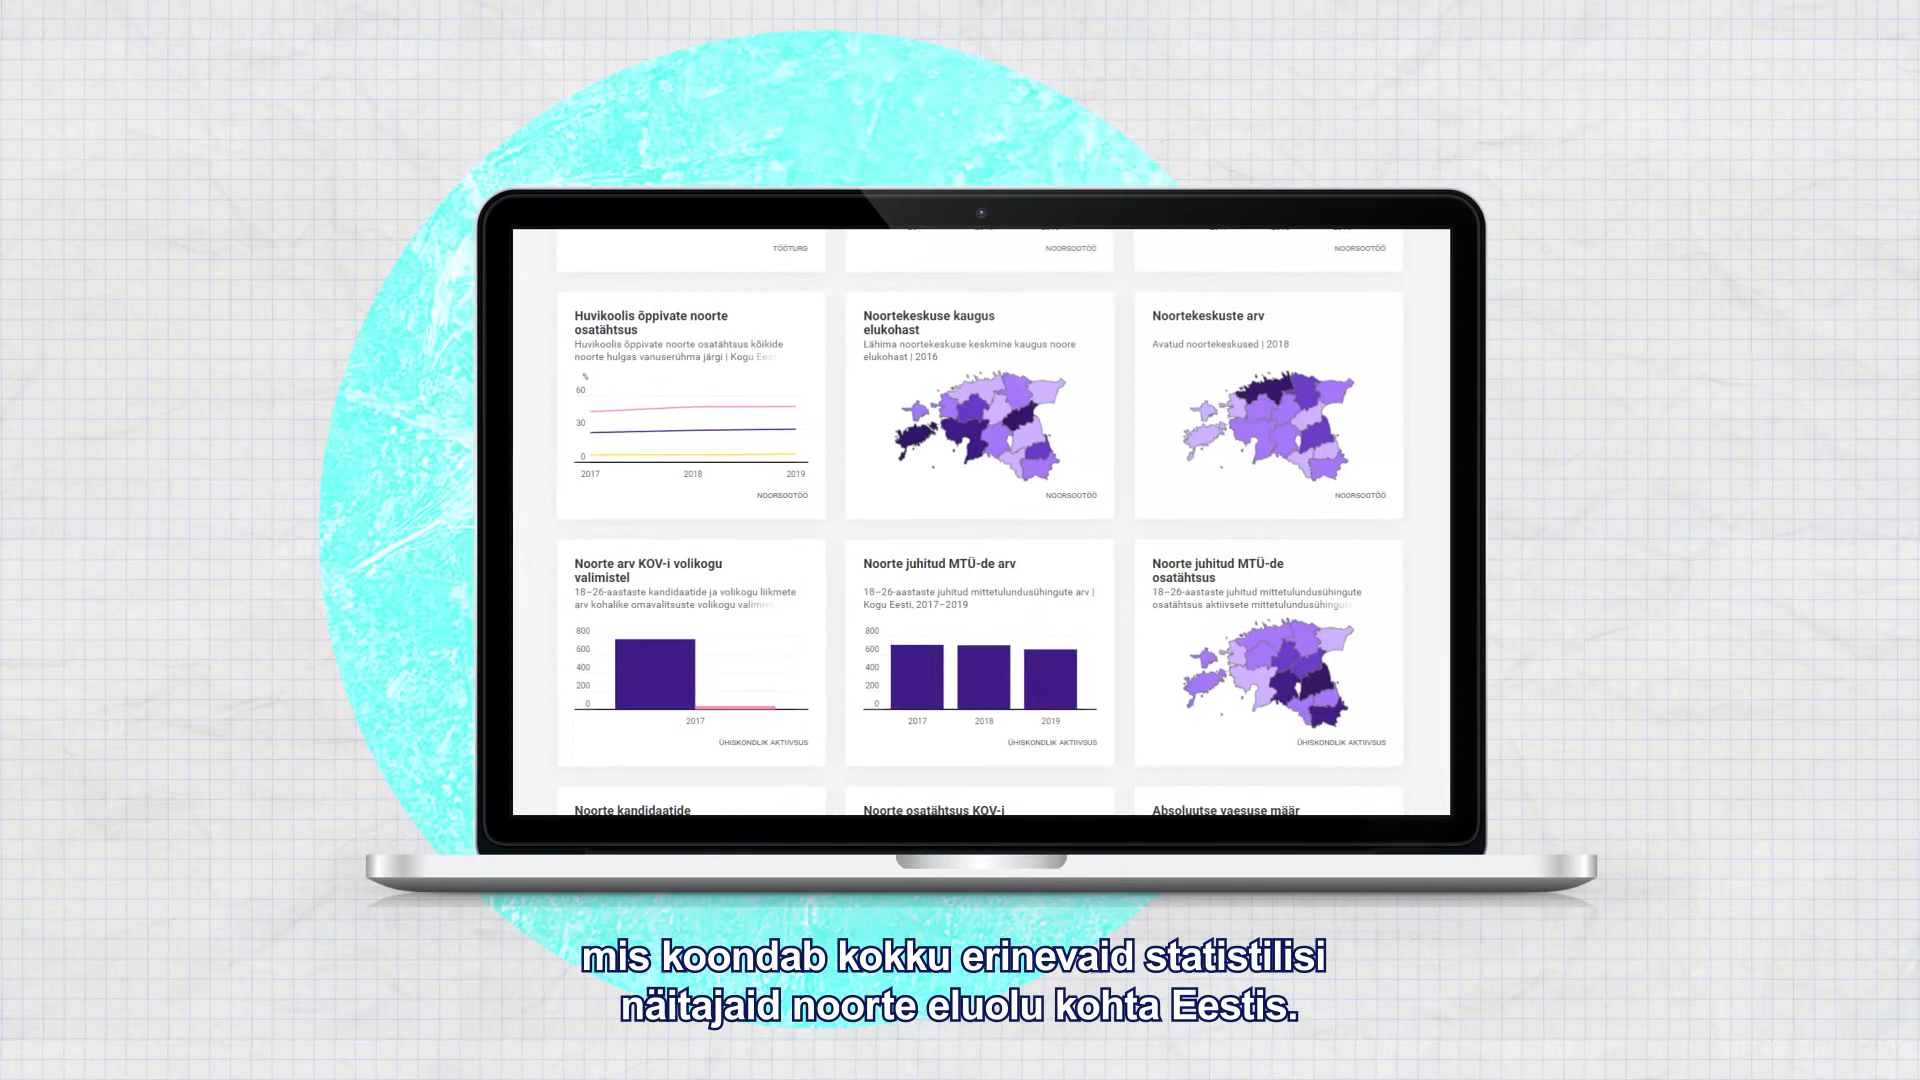 TÖÖTURG
NOORSOOTÖÖ
NOORSOOTÖÖ
Huvikoolis õppivate noorte
osatähtsus
Huvikoolis õppivate noorte osatähtsus kõikide
noorte hulgas vanuserühma järgi | Kogu Ees
%
60
30
0
2017 2018 2019
NOORSOOTÖÖ
Noortekeskuse kaugus
elukohast
Lähima noortekeskuse keskmine kaugus noore
elukohast | 2016
NOORSOOTÖÖ
Noortekeskuste arv
Avatud noortekeskused | 2018
NOORSOOTÖÖ
Noorte arv KOV-i volikogu
valimistel
18–26-aastaste kandidaatide ja volikogu liikmete
arv kohalike omavalitsuste volikogu valimist
800
600
400
200
0
2017
ÜHISKONDLIK AKTIIVSUS
Noorte juhitud MTÜ-de arv
18–26-aastaste juhitud mittetulundusühingute arv |
Kogu Eesti, 2017–2019
800
600
400
200
0
2017 2018 2019
ÜHISKONDLIK AKTIIVSUS
Noorte juhitud MTÜ-de
osatähtsus
18–26-aastaste juhitud mittetulundusühingute
osatähtsus aktiivsete mittetulundusühingute
ÜHISKONDLIK AKTIIVSUS
Noorte kandidaatide
Noorte osatähtsus KOV-i
Absoluutse vaesuse määr
mis koondab kokku erinevaid statistilisi
näitajaid noorte eluolu kohta Eestis.